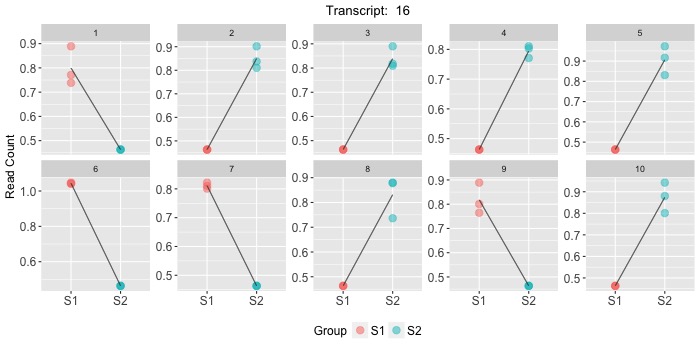 Transcript: 16
1 2 3 4 5
0.9 0.9 0.9 0.8 0.9
0.8 0.8 0.8 0.7 0.8
0.7 0.7 0.7 0.6 0.7
0.6 0.6 0.6 0.5 0.6
0.5 0.5 0.5 0.5
Read Count
6 7 8 9 10
1.0 0.8 0.9 0.9 0.9
0.8 0.7 0.8 0.8 0.8
0.6 0.6 0.7 0.7 0.7
0.5 0.6 0.6 0.6
0.5 0.5 0.5
S1 S2 S1 S2 S1 S2 S1 S2 S1 S2
Group S1 S2